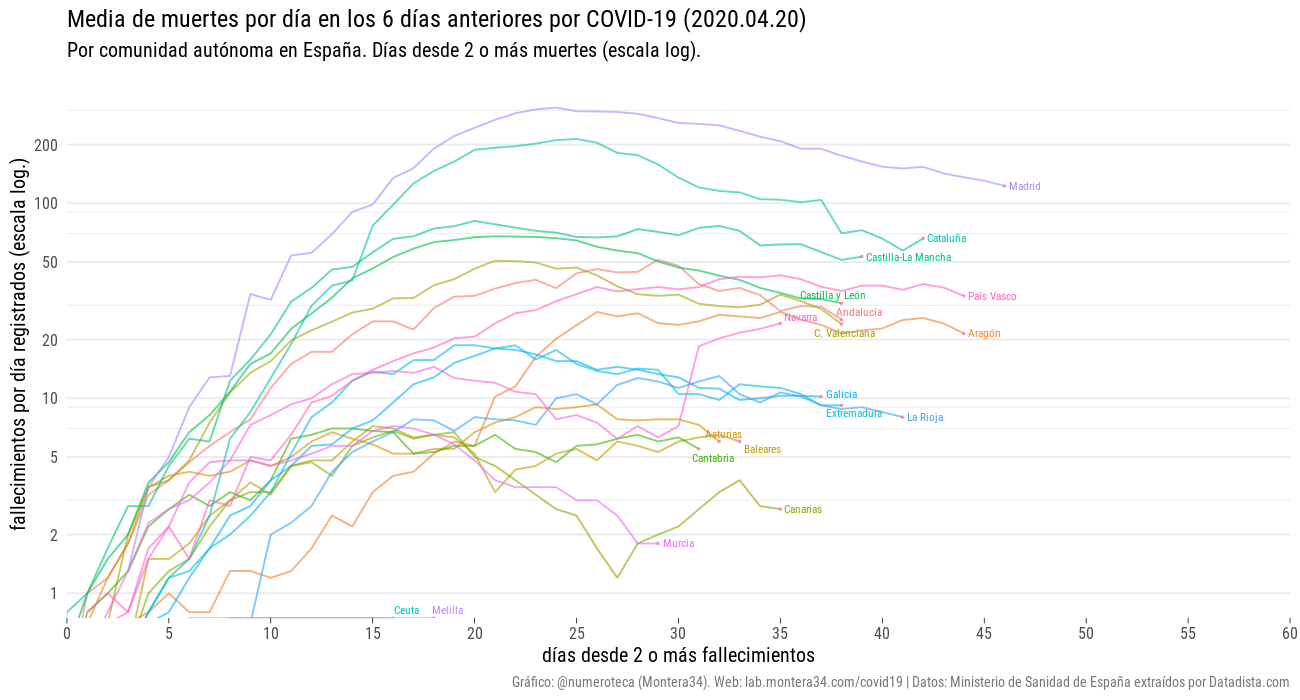 Media de muertes por día en los 6 días anteriores por COVID-19 (2020.04.20)
Por comunidad autónoma en España. Días desde 2 o más muertes (escala log).
fallecimientos por día registrados (escala log.)
200
100
50
20
10
5
2
1
Madrid
Cataluña
Castilla-La Mancha
Castilla y León
País Vasco
Andalucía
Navarra
C. Valenciana
Aragón
Galicia
Extremadura
La Rioja
Asturias
Baleares
Cantabria
Canarias
Murcia
Ceuta
Melilla
0 5 10 15 20 25 30 35 40 45 50 55 60
días desde 2 o más fallecimientos
Gráfico: @numeroteca (Montera34). Web: lab.montera34.com/covid19 | Datos: Ministerio de Sanidad de España extraídos por Datadista.com